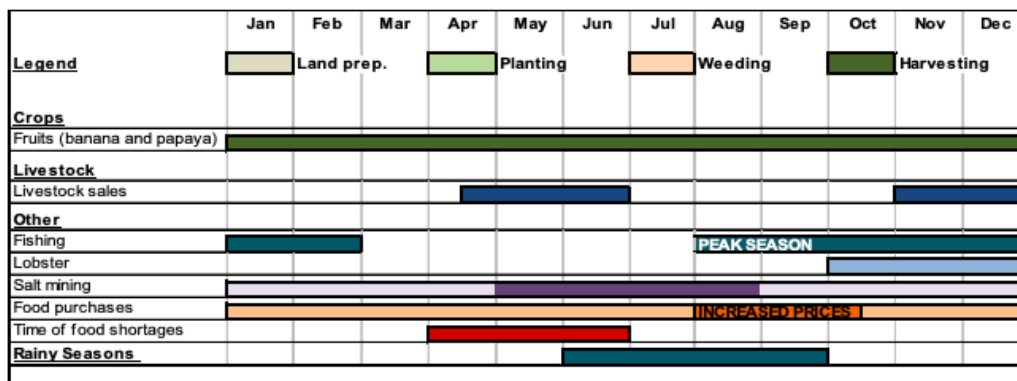 Jan Feb Mar Apr May Jun Jul Aug Sep Oct Nov Dec
Legend Land prep. Planting Weeding Harvesting
Crops
Fruits (banana and papaya)
Livestock
Livestock sales
Other
Fishing PEAK SEASON
Lobster
Salt mining
Food purchases INCREASED PRICES
Time of food shortages
Rainy Seasons